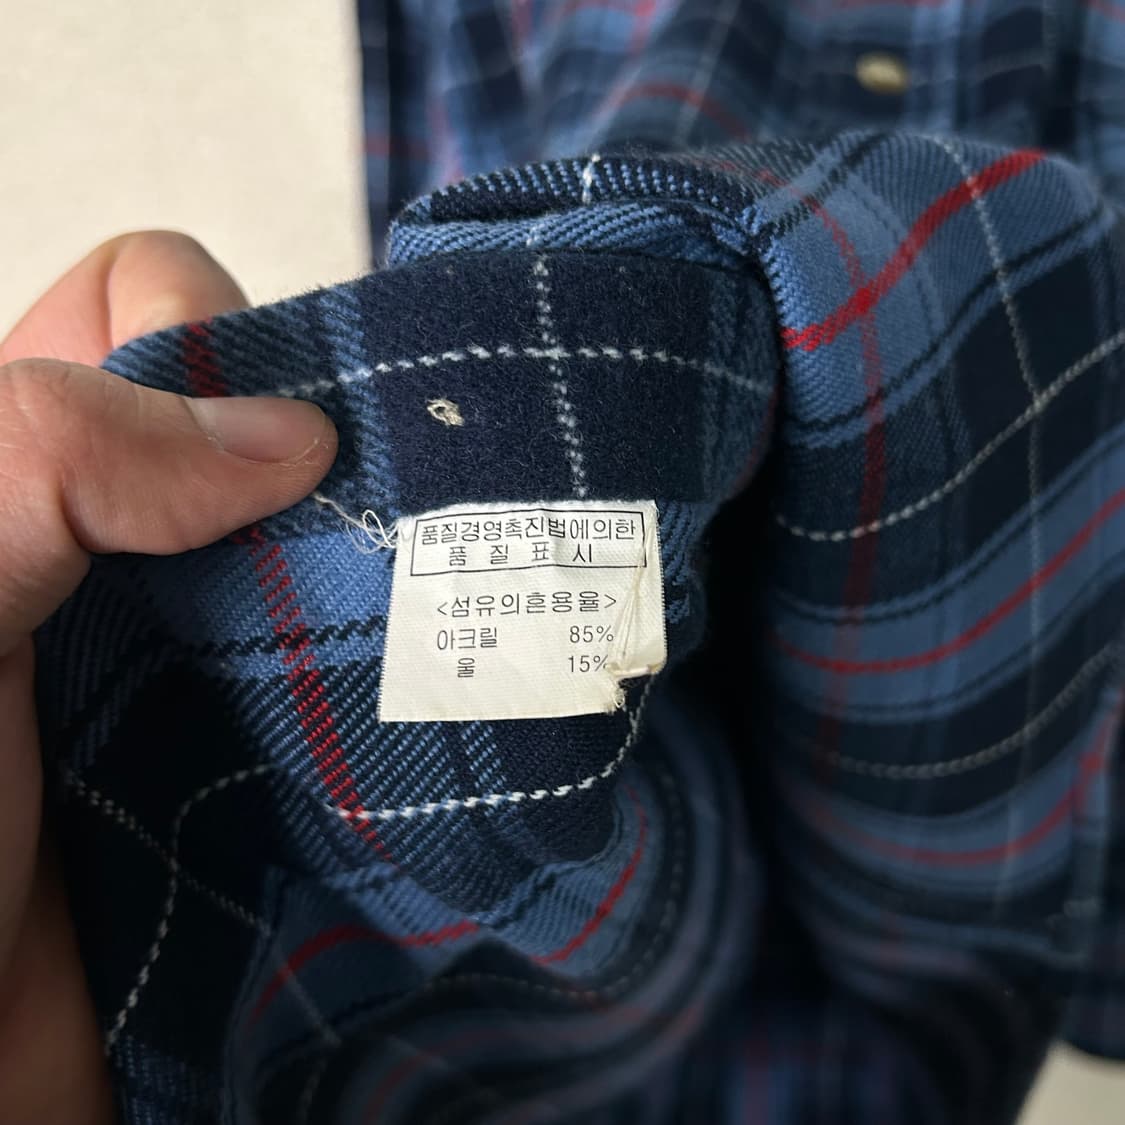 품질경영촉진법에의한
품 질 표 시
<섬유의혼용율>
아크릴 85%
울 15%